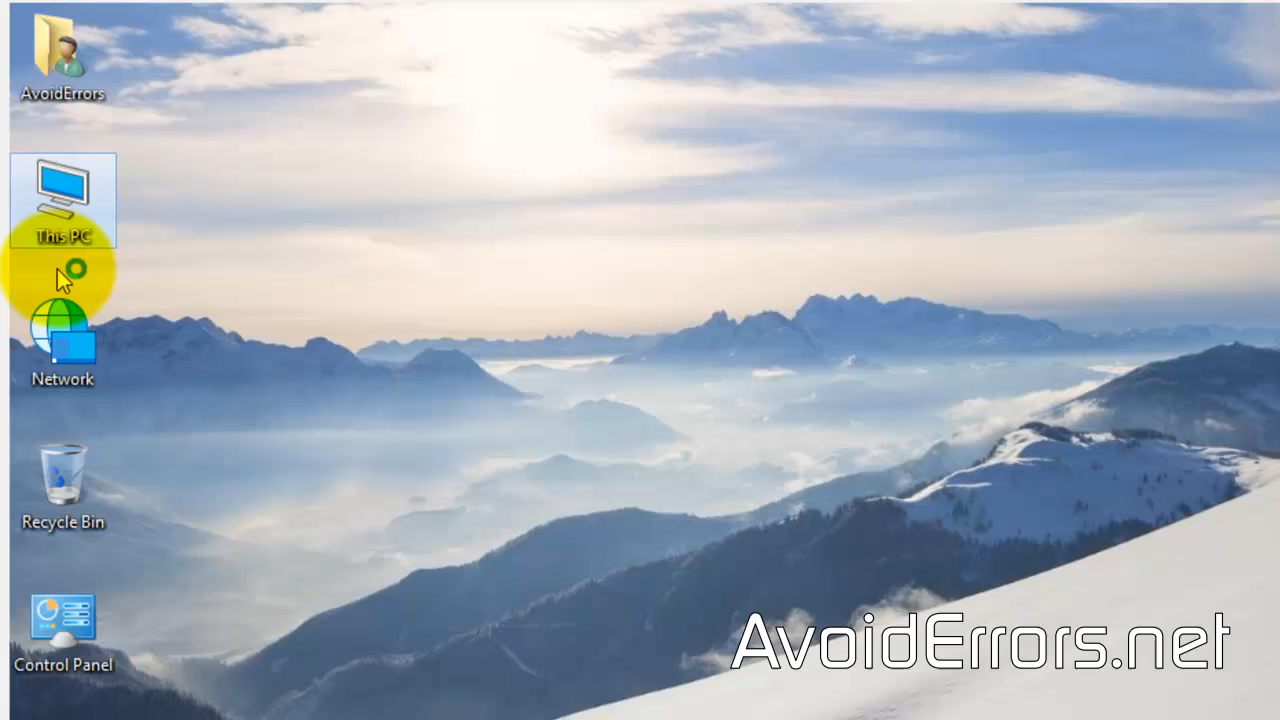 AvoidErrors
This PC
Network
Recycle Bin
Control Panel
AvoidErrors.net